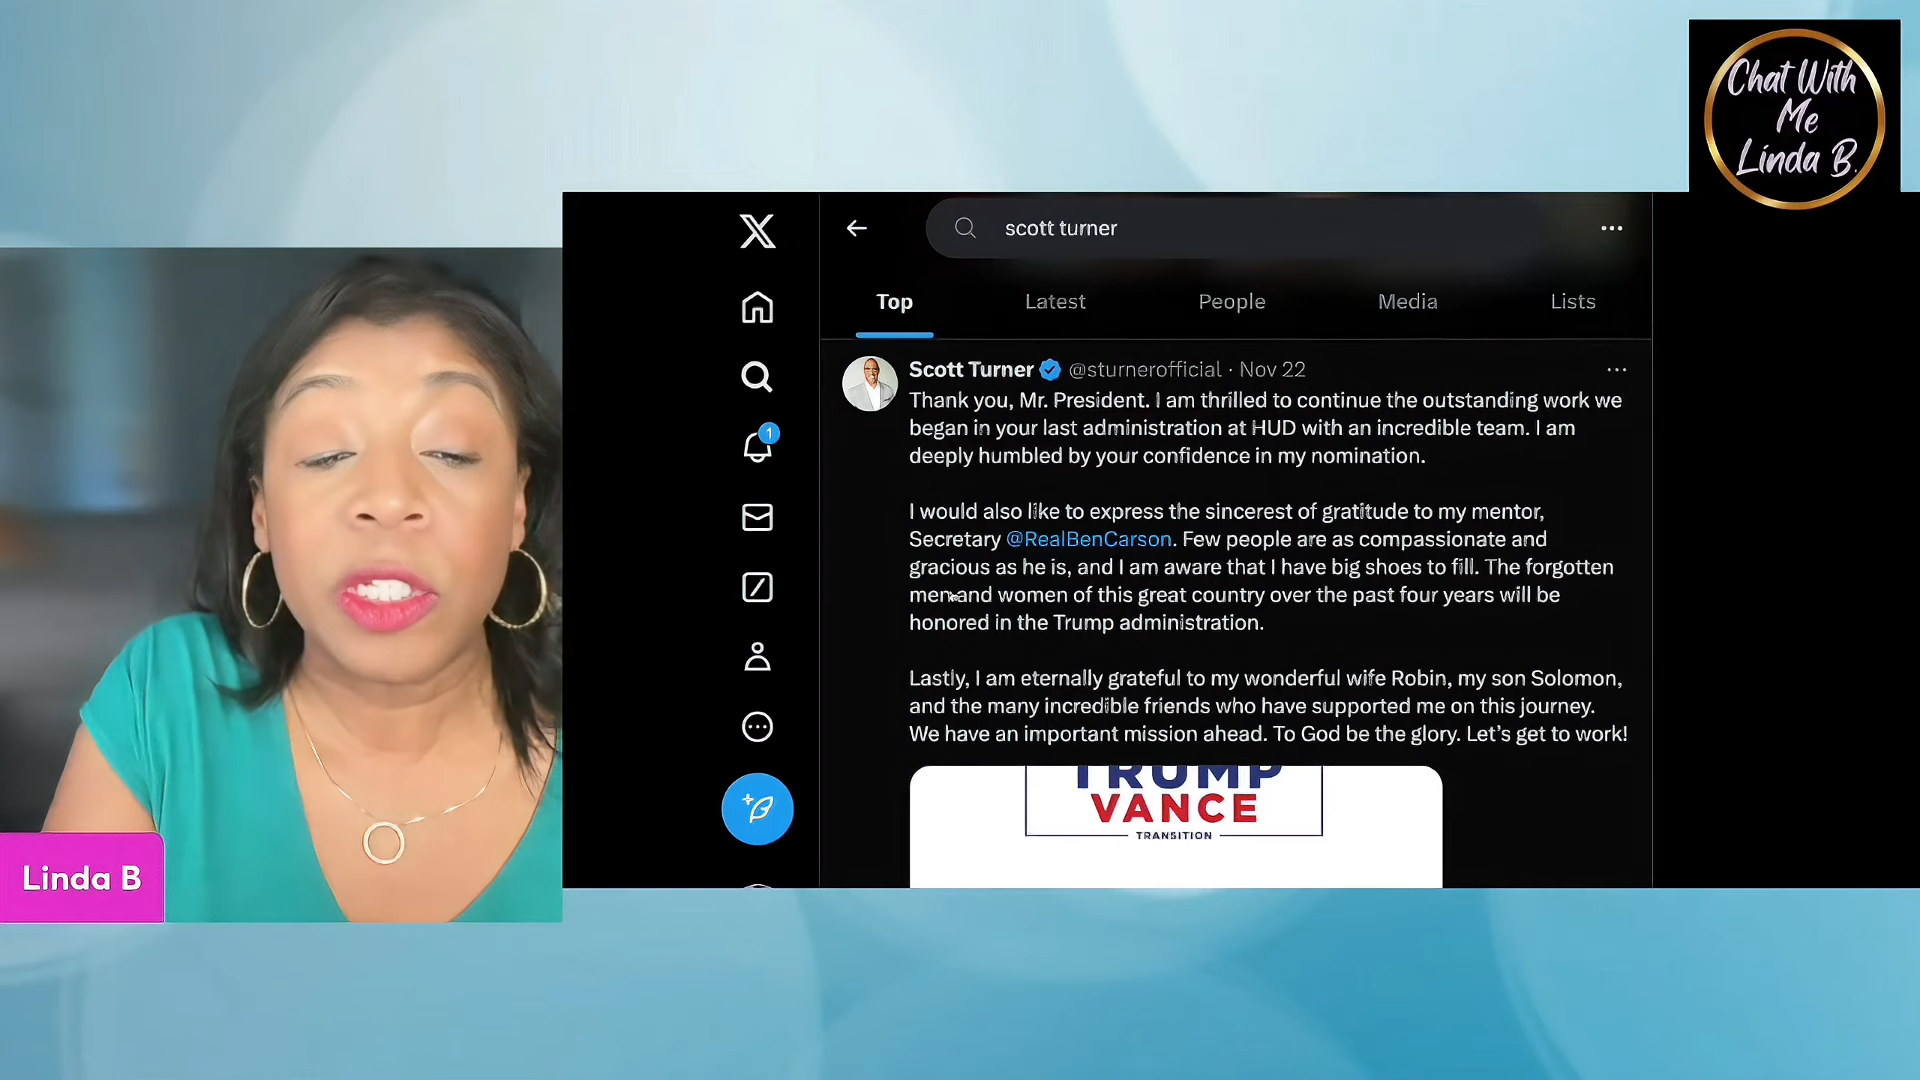 Chat With
Me
Linda B.
scott turner
Top
Latest
People
Media
Lists
Scott Turner @sturnerofficial · Nov 22
1
Thank you, Mr. President. I am thrilled to continue the outstanding work we
began in your last administration at HUD with an incredible team. I am
deeply humbled by your confidence in my nomination.
I would also like to express the sincerest of gratitude to my mentor,
Secretary @RealBenCarson. Few people are as compassionate and
gracious as he is, and I am aware that I have big shoes to fill. The forgotten
men and women of this great country over the past four years will be
honored in the Trump administration.
Lastly, I am eternally grateful to my wonderful wife Robin, my son Solomon,
and the many incredible friends who have supported me on this journey.
We have an important mission ahead. To God be the glory. Let's get to work!
TRUMP
VANCE
TRANSITION
Linda B